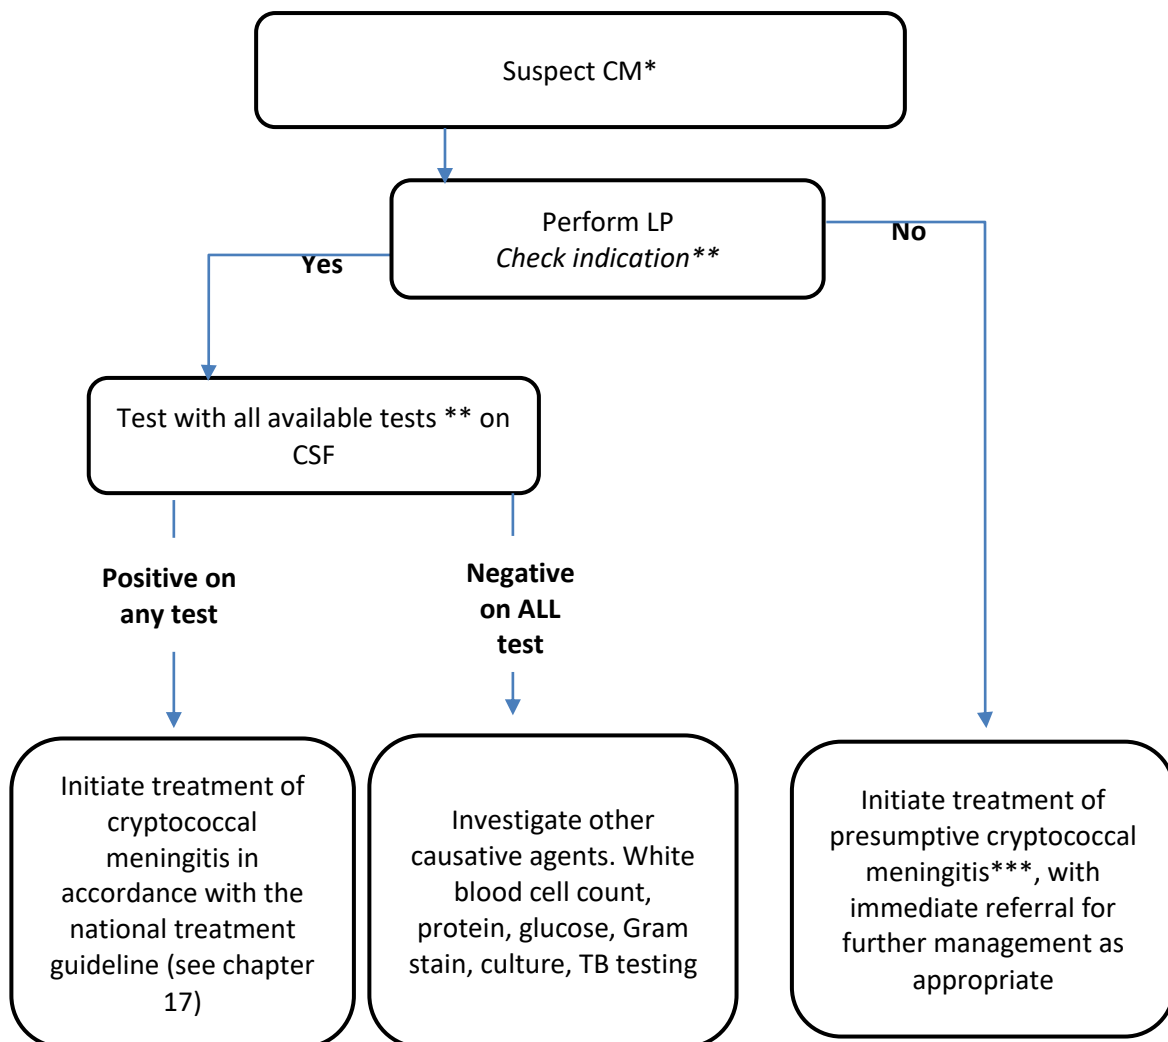 Suspect CM*
Perform LP
Check indication**
No
Yes
Test with all available tests ** on
CSF
Positive on
any test
Negative
on ALL
test
Initiate treatment of
cryptococcal
meningitis in
accordance with the
national treatment
guideline (see chapter
17)
Investigate other
causative agents. White
blood cell count,
protein, glucose, Gram
stain, culture, TB testing
Initiate treatment of
presumptive cryptococcal
meningitis***, with
immediate referral for
further management as
appropriate